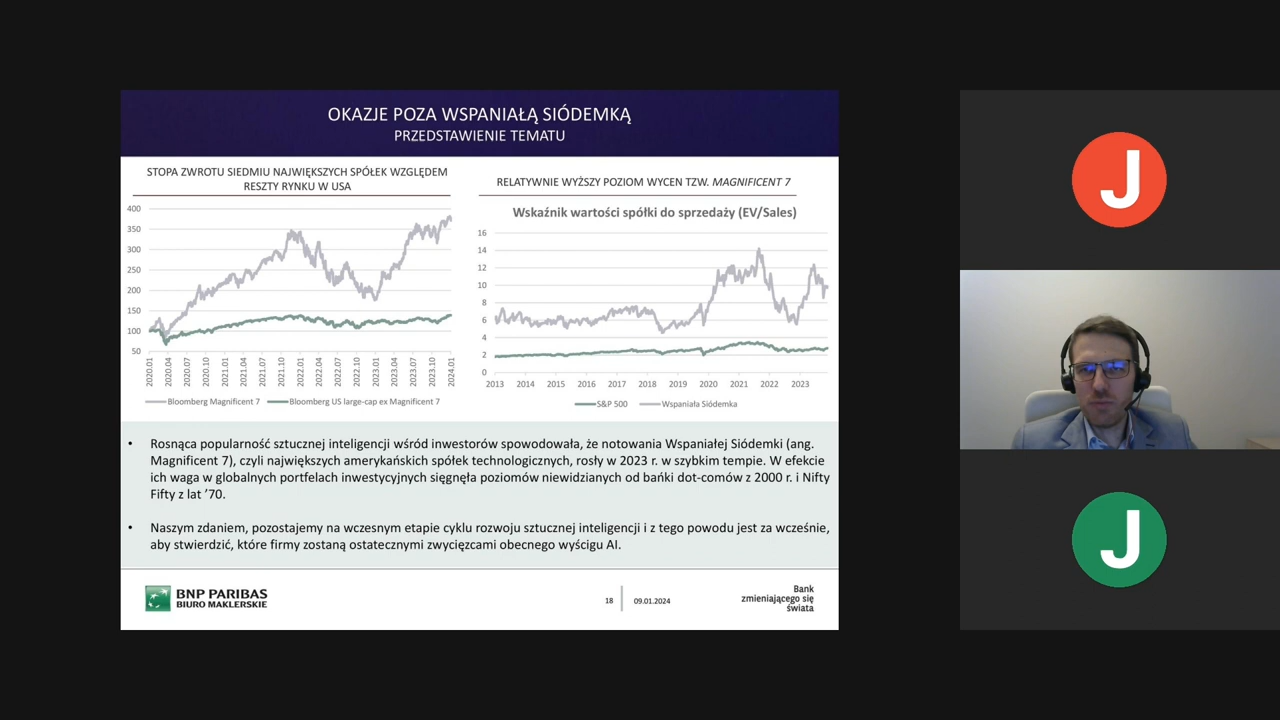 OKAZJE POZA WSPANIAŁĄ SIÓDEMKĄ
PRZEDSTAWIENIE TEMATU
STOPA ZWROTU SIEDMIU NAJWIĘKSZYCH SPÓŁEK WZGLĘDEM
RESZTY RYNKU W USA
400
350
300
250
200
150
100
50
2020.01
2020.04
2020.07
2020.10
2021.01
2021.04
2021.07
2021.10
2022.01
2022.04
2022.07
2022.10
2023.01
2023.04
2023.07
2023.10
2024.01
Bloomberg Magnificent 7
Bloomberg US large-cap ex Magnificent 7
RELATYWNIE WYŻSZY POZIOM WYCEN TZW. MAGNIFICENT 7
Wskaźnik wartości spółki do sprzedaży (EV/Sales)
16
14
12
10
8
6
4
2
0
2013
2014
2015
2016
2017
2018
2019
2020
2021
2022
2023
S&P 500
Wspaniała Siódemka
• Rosnąca popularność sztucznej inteligencji wśród inwestorów spowodowała, że notowania Wspaniałej Siódemki (ang.
Magnificent 7), czyli największych amerykańskich spółek technologicznych, rosły w 2023 r. w szybkim tempie. W efekcie
ich waga w globalnych portfelach inwestycyjnych sięgnęła poziomów niewidzianych od bańki dot-comów z 2000 r. i Nifty
Fifty z lat ’70.
• Naszym zdaniem, pozostajemy na wczesnym etapie cyklu rozwoju sztucznej inteligencji i z tego powodu jest za wcześnie,
aby stwierdzić, które firmy zostaną ostatecznymi zwycięzcami obecnego wyścigu AI.
BNP PARIBAS
BIURO MAKLERSKIE
18
09.01.2024
Bank
zmieniającego się
świata
J
J